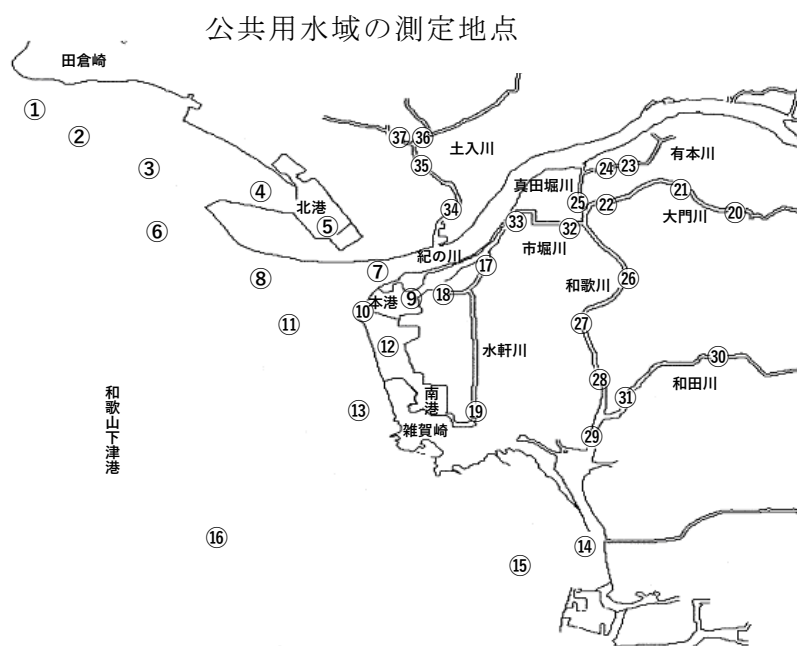 公共用水域の測定地点
田倉崎
①
②
③
④
北港
⑤
⑥
⑦
⑧
紀の川
本港
⑨
⑩
⑪
⑫
⑬
南港
雑賀崎
和歌山下津港
⑭
⑮
⑯
⑰
⑱
⑲
水軒川
土入川
㊲
㊱
㉟
㉞
有本川
㉔
㉓
真田堀川
㉕
㉒
㉑
⑳
大門川
㉝
㉜
市堀川
和歌川
㉖
㉗
㉘
㉙
㉚
㉛
和田川